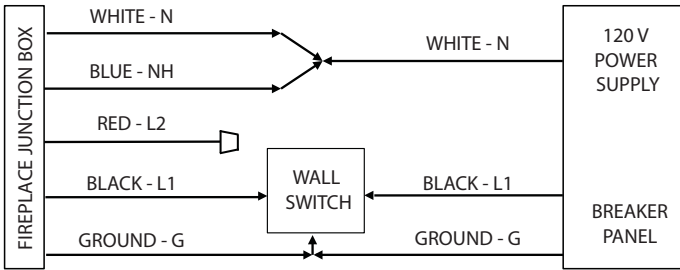 FIREPLACE JUNCTION BOX
WHITE - N
BLUE - NH
RED - L2
BLACK - L1
GROUND - G
WALL
SWITCH
WHITE - N
BLACK - L1
GROUND - G
120 V
POWER
SUPPLY
BREAKER
PANEL